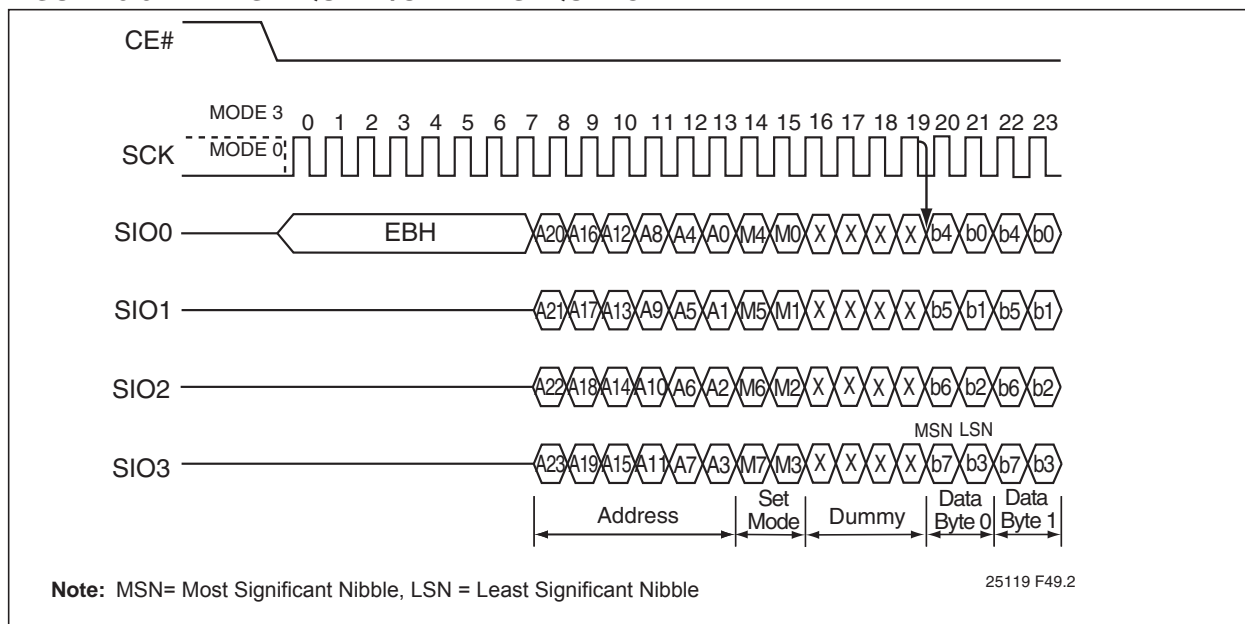 CE#
MODE 3
0 1 2 3 4 5 6 7 8 9 10 11 12 13 14 15 16 17 18 19 20 21 22 23
SCK
MODE 0
SIO0
EBH
A20 A16 A12 A8 A4 A0 M4 M0 X X X X b4 b0 b4 b0
SIO1
A21 A17 A13 A9 A5 A1 M5 M1 X X X X b5 b1 b5 b1
SIO2
A22 A18 A14 A10 A6 A2 M6 M2 X X X X b6 b2 b6 b2
MSN LSN
SIO3
A23 A19 A15 A11 A7 A3 M7 M3 X X X X b7 b3 b7 b3
Address
Set
Mode
Dummy
Data
Byte 0
Data
Byte 1
Note: MSN= Most Significant Nibble, LSN = Least Significant Nibble
25119 F49.2